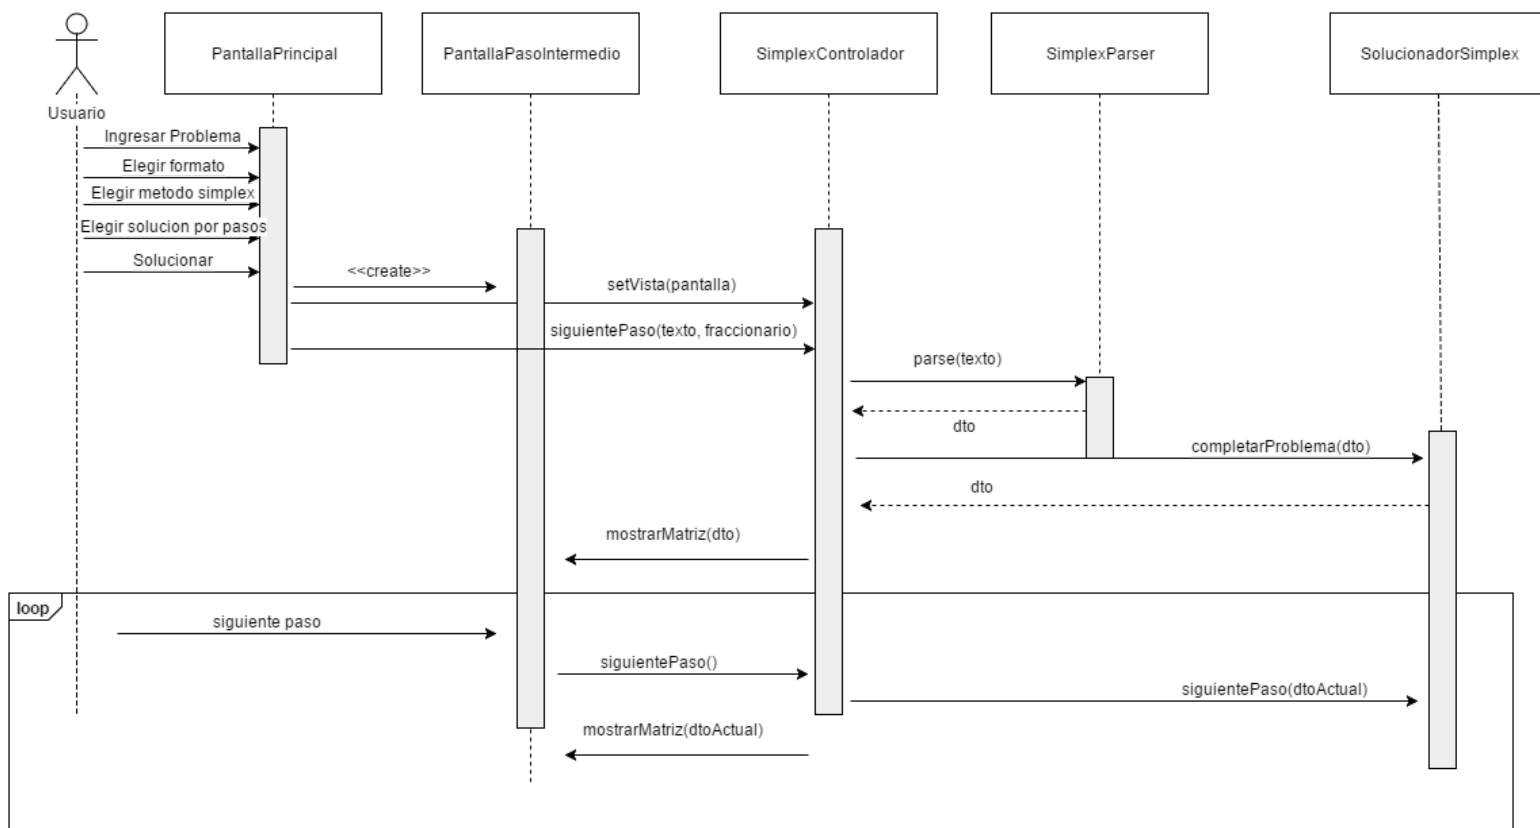 PantallaPrincipal
PantallaPasoIntermedio
SimplexControlador
SimplexParser
SolucionadorSimplex
Usuario
Ingresar Problema
Elegir formato
Elegir metodo simplex
Elegir solucion por pasos
Solucionar
<<create>>
setVista(pantalla)
siguientePaso(texto, fraccionario)
parse(texto)
dto
completarProblema(dto)
dto
mostrarMatriz(dto)
loop
siguiente paso
siguientePaso()
siguientePaso(dtoActual)
mostrarMatriz(dtoActual)